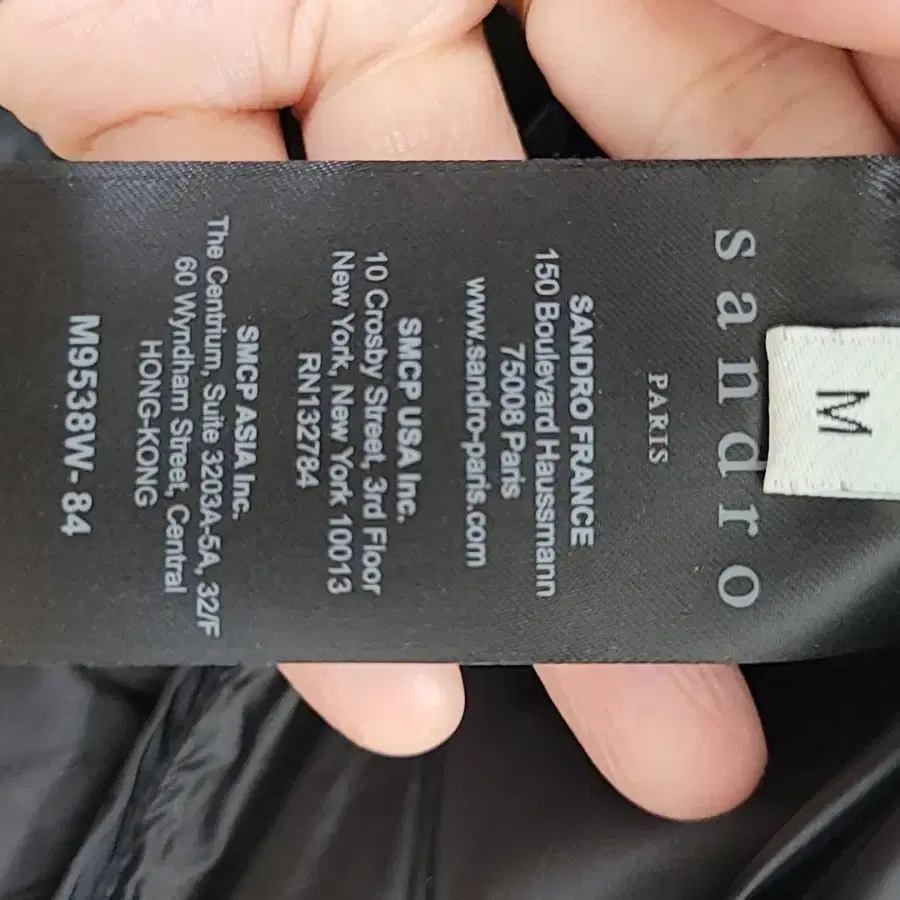 M
sandro
PARIS
SANDRO FRANCE
150 Boulevard Haussmann
75008 Paris
www.sandro-paris.com
SMCP USA Inc.
10 Crosby Street, 3rd Floor
New York, New York 10013
RN132784
SMCP ASIA Inc.
The Centrium, Suite 3203A-5A, 32/F
60 Wyndham Street, Central
HONG-KONG
M9538W-84